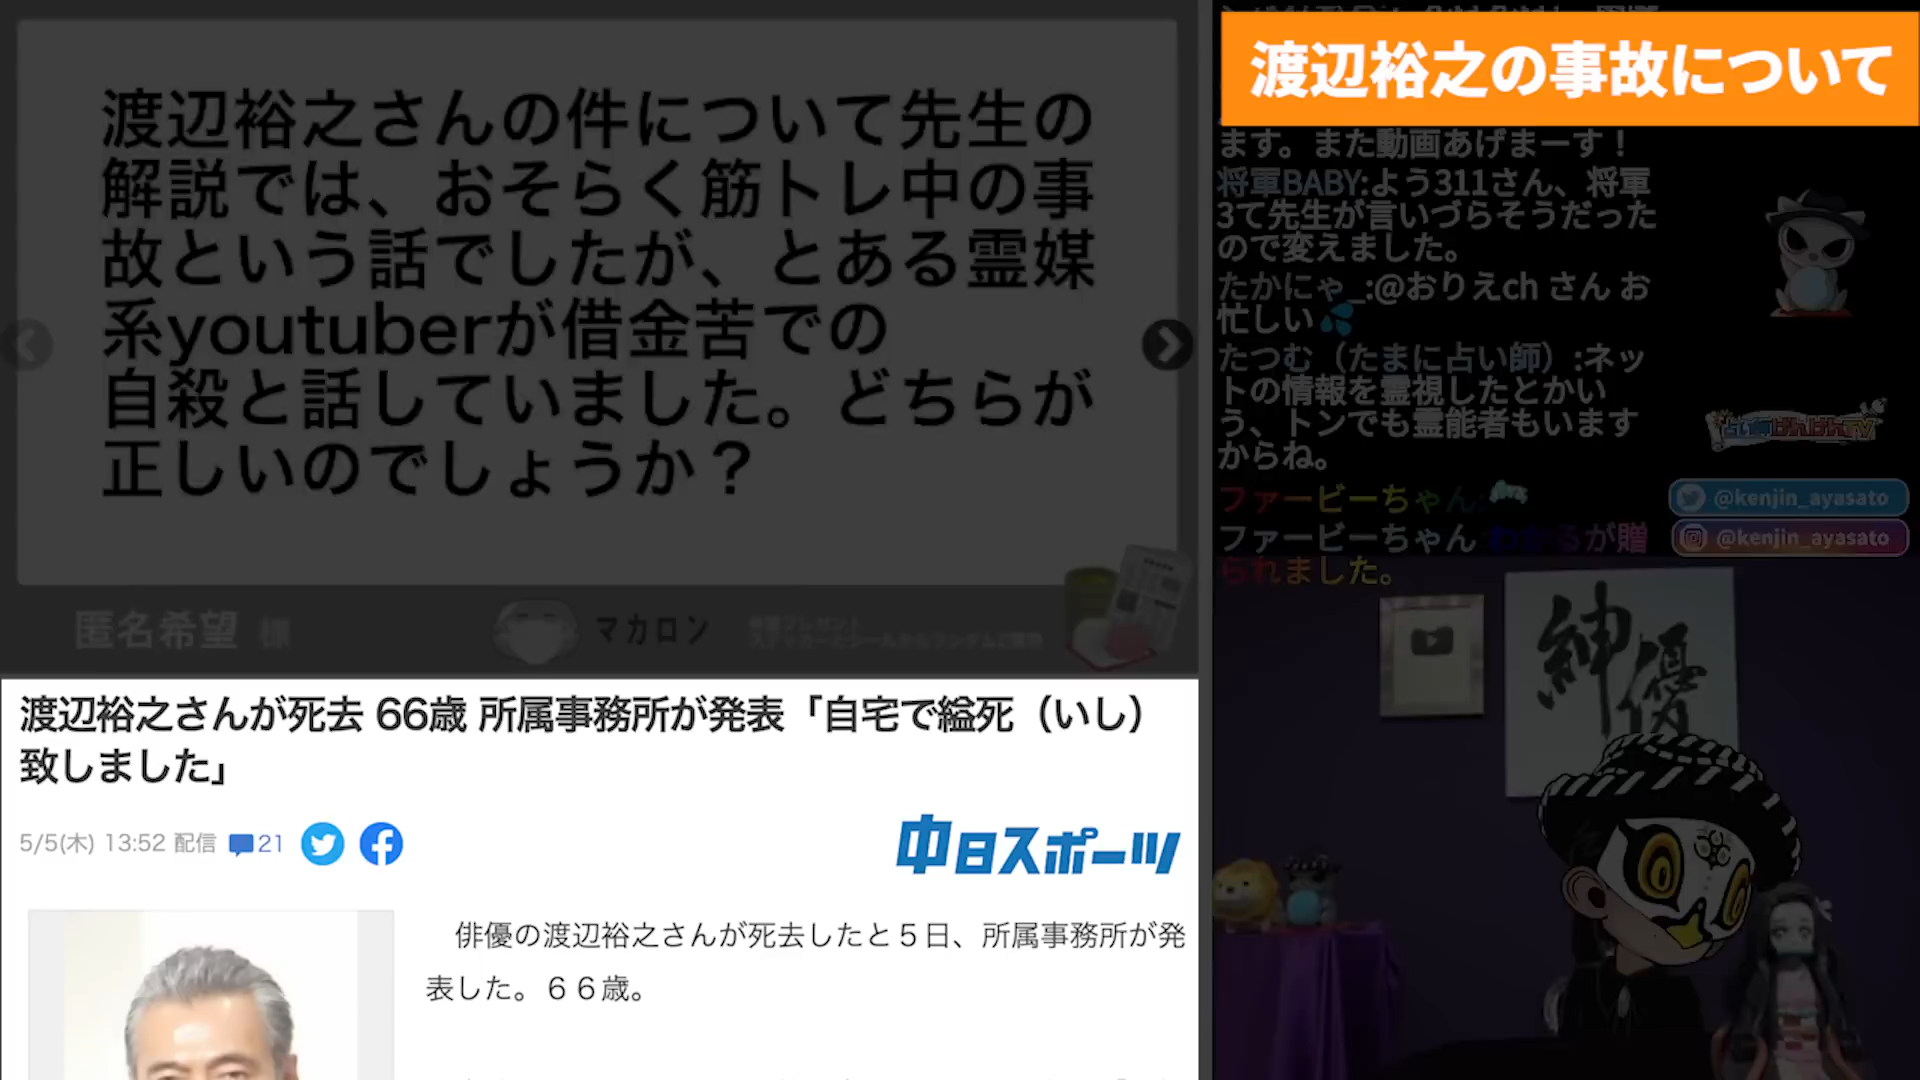 渡辺裕之さんの件について先生の
解説では、おそらく筋トレ中の事
故という話でしたが、とある霊媒
系youtuberが借金苦での
自殺と話していました。どちらが
正しいのでしょうか？
匿名希望 様
マカロン
渡辺裕之さんが死去 66歳 所属事務所が発表「自宅で縊死（いし）
致しました」
5/5(木) 13:52 配信
21
中日スポーツ
俳優の渡辺裕之さんが死去したと５日、所属事務所が発
表した。６６歳。
渡辺裕之の事故について
ます。また動画あげまーす！
将軍BABY:よう311さん、将軍
3て先生が言いづらそうだった
ので変えました。
たかにゃ_:@おりえch さん お
忙しい💦
たつむ（たまに占い師）:ネッ
トの情報を霊視したとかい
う、トンでも霊能者もいます
からね。
ファービーちゃん:
ファービーちゃん わかるが贈
られました。
占い師げんげんTV
@kenjin_ayasato
@kenjin_ayasato
紳優